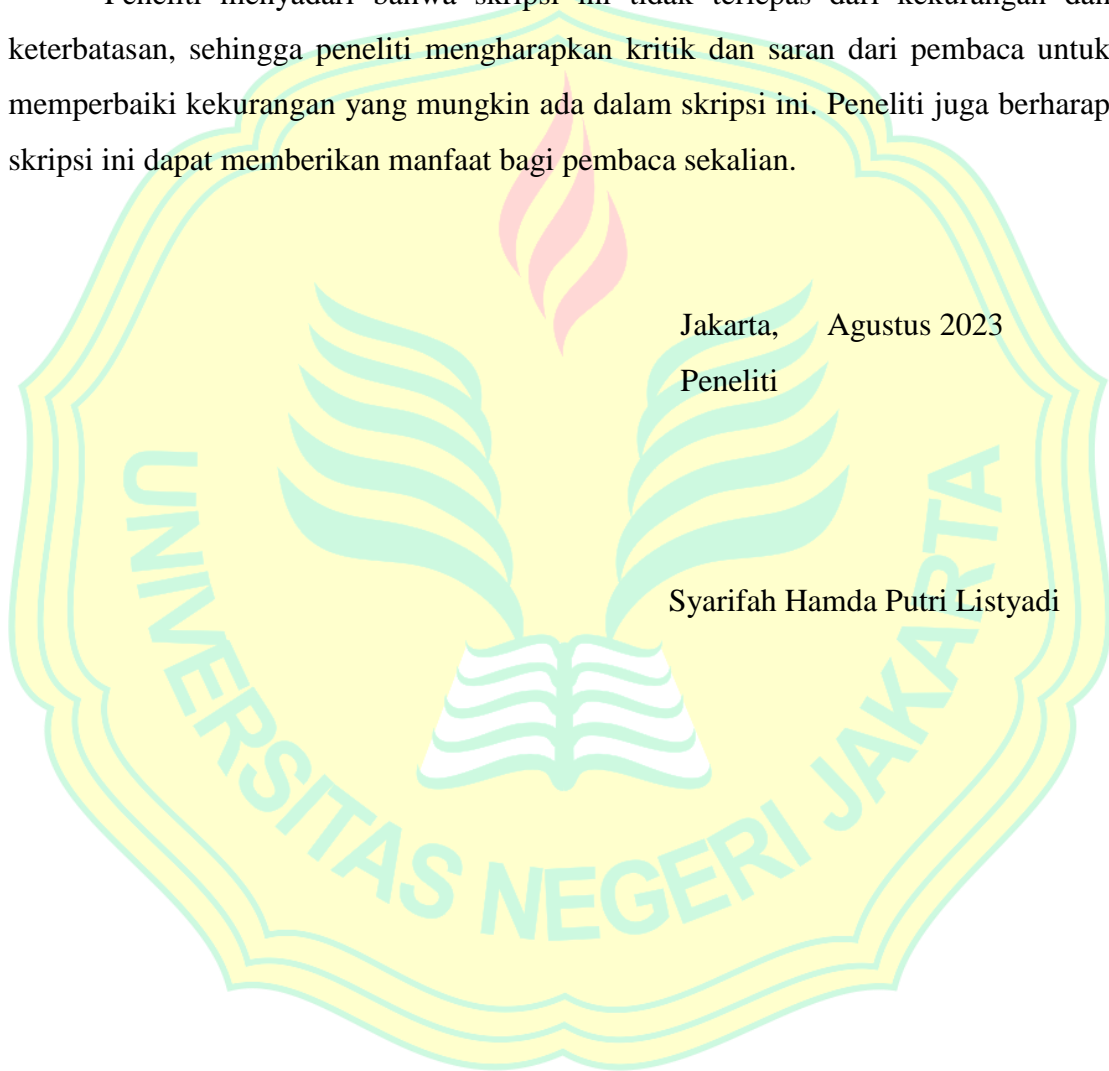 Peneliti menyadari bahwa skripsi ini tidak terlepas dari kekurangan dan
keterbatasan, sehingga peneliti mengharapkan kritik dan saran dari pembaca untuk
memperbaiki kekurangan yang mungkin ada dalam skripsi ini. Peneliti juga berharap
skripsi ini dapat memberikan manfaat bagi pembaca sekalian.
Jakarta, Agustus 2023
Peneliti
Syarifah Hamda Putri Listyadi
UNIVERSITAS NEGERI JAKARTA